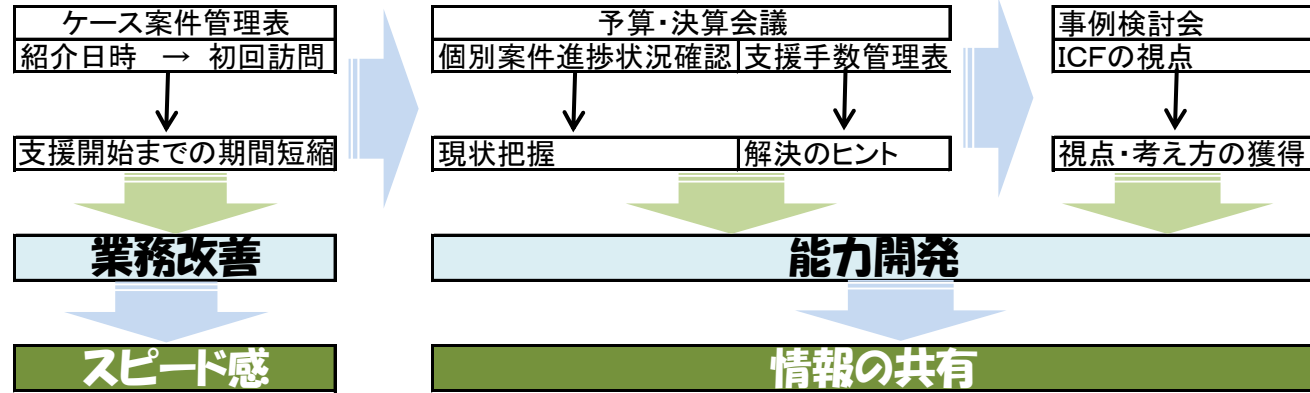 ケース案件管理表
紹介日時 → 初回訪問
支援開始までの期間短縮
業務改善
スピード感
予算・決算会議
個別案件進捗状況確認 支援手数管理表
現状把握 解決のヒント
事例検討会
ICFの視点
視点・考え方の獲得
能力開発
情報の共有